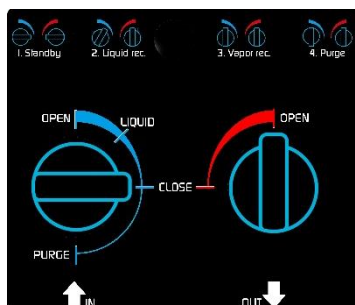 1. Standby 2. Liquid rec. 3. Vapor rec. 4. Purge
OPEN LIQUID OPEN
CLOSE
PURGE
IN OUT